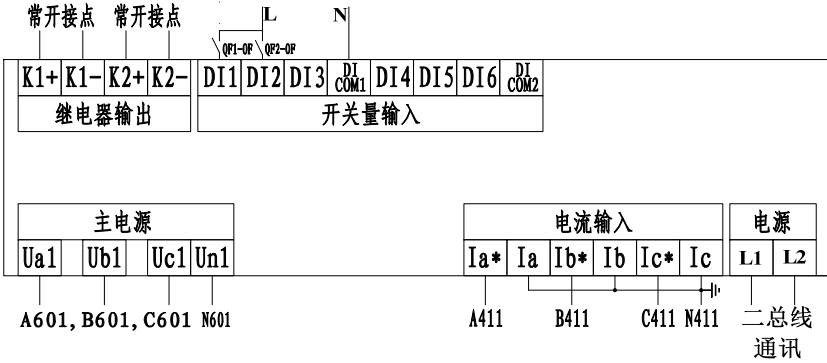 常开接点 常开接点 L N
QF1-OF QF2-OF
K1+ K1- K2+ K2- DI1 DI2 DI3 DI COM1 DI4 DI5 DI6 DI COM2
继电器输出 开关量输入
主电源 电流输入 电源
Ua1 Ub1 Uc1 Un1 Ia* Ia Ib* Ib Ic* Ic L1 L2
A601, B601, C601 N601 A411 B411 C411 N411 二总线
通讯